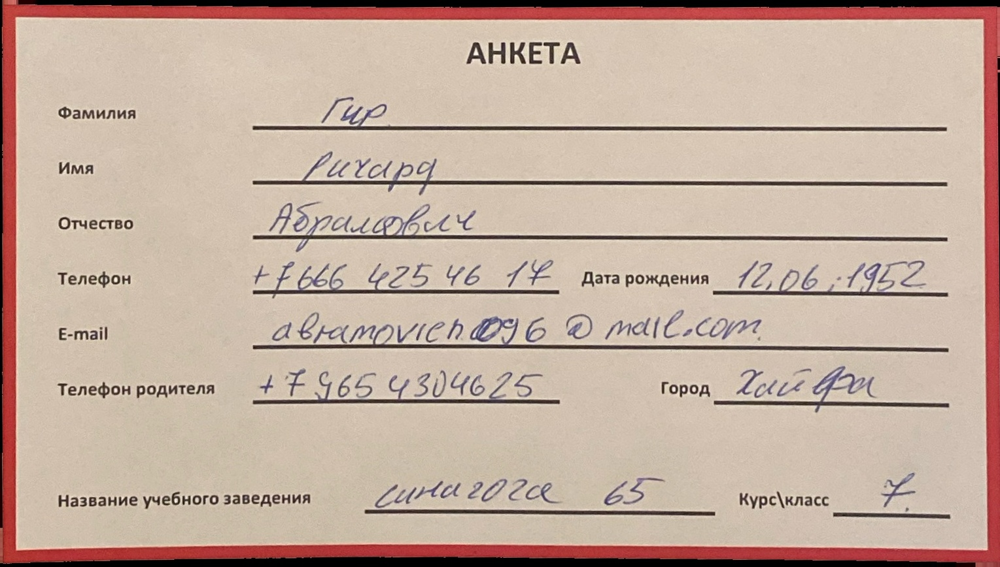 АНКЕТА
Фамилия Гир
Имя Ричард
Отчество Абрамович
Телефон +7 666 425 46 17 Дата рождения 12.06.1952
E-mail abramovich096@mail.com
Телефон родителя +7 965 4304625 Город Хайфа
Название учебного заведения синагога 65 Курс\класс 7.